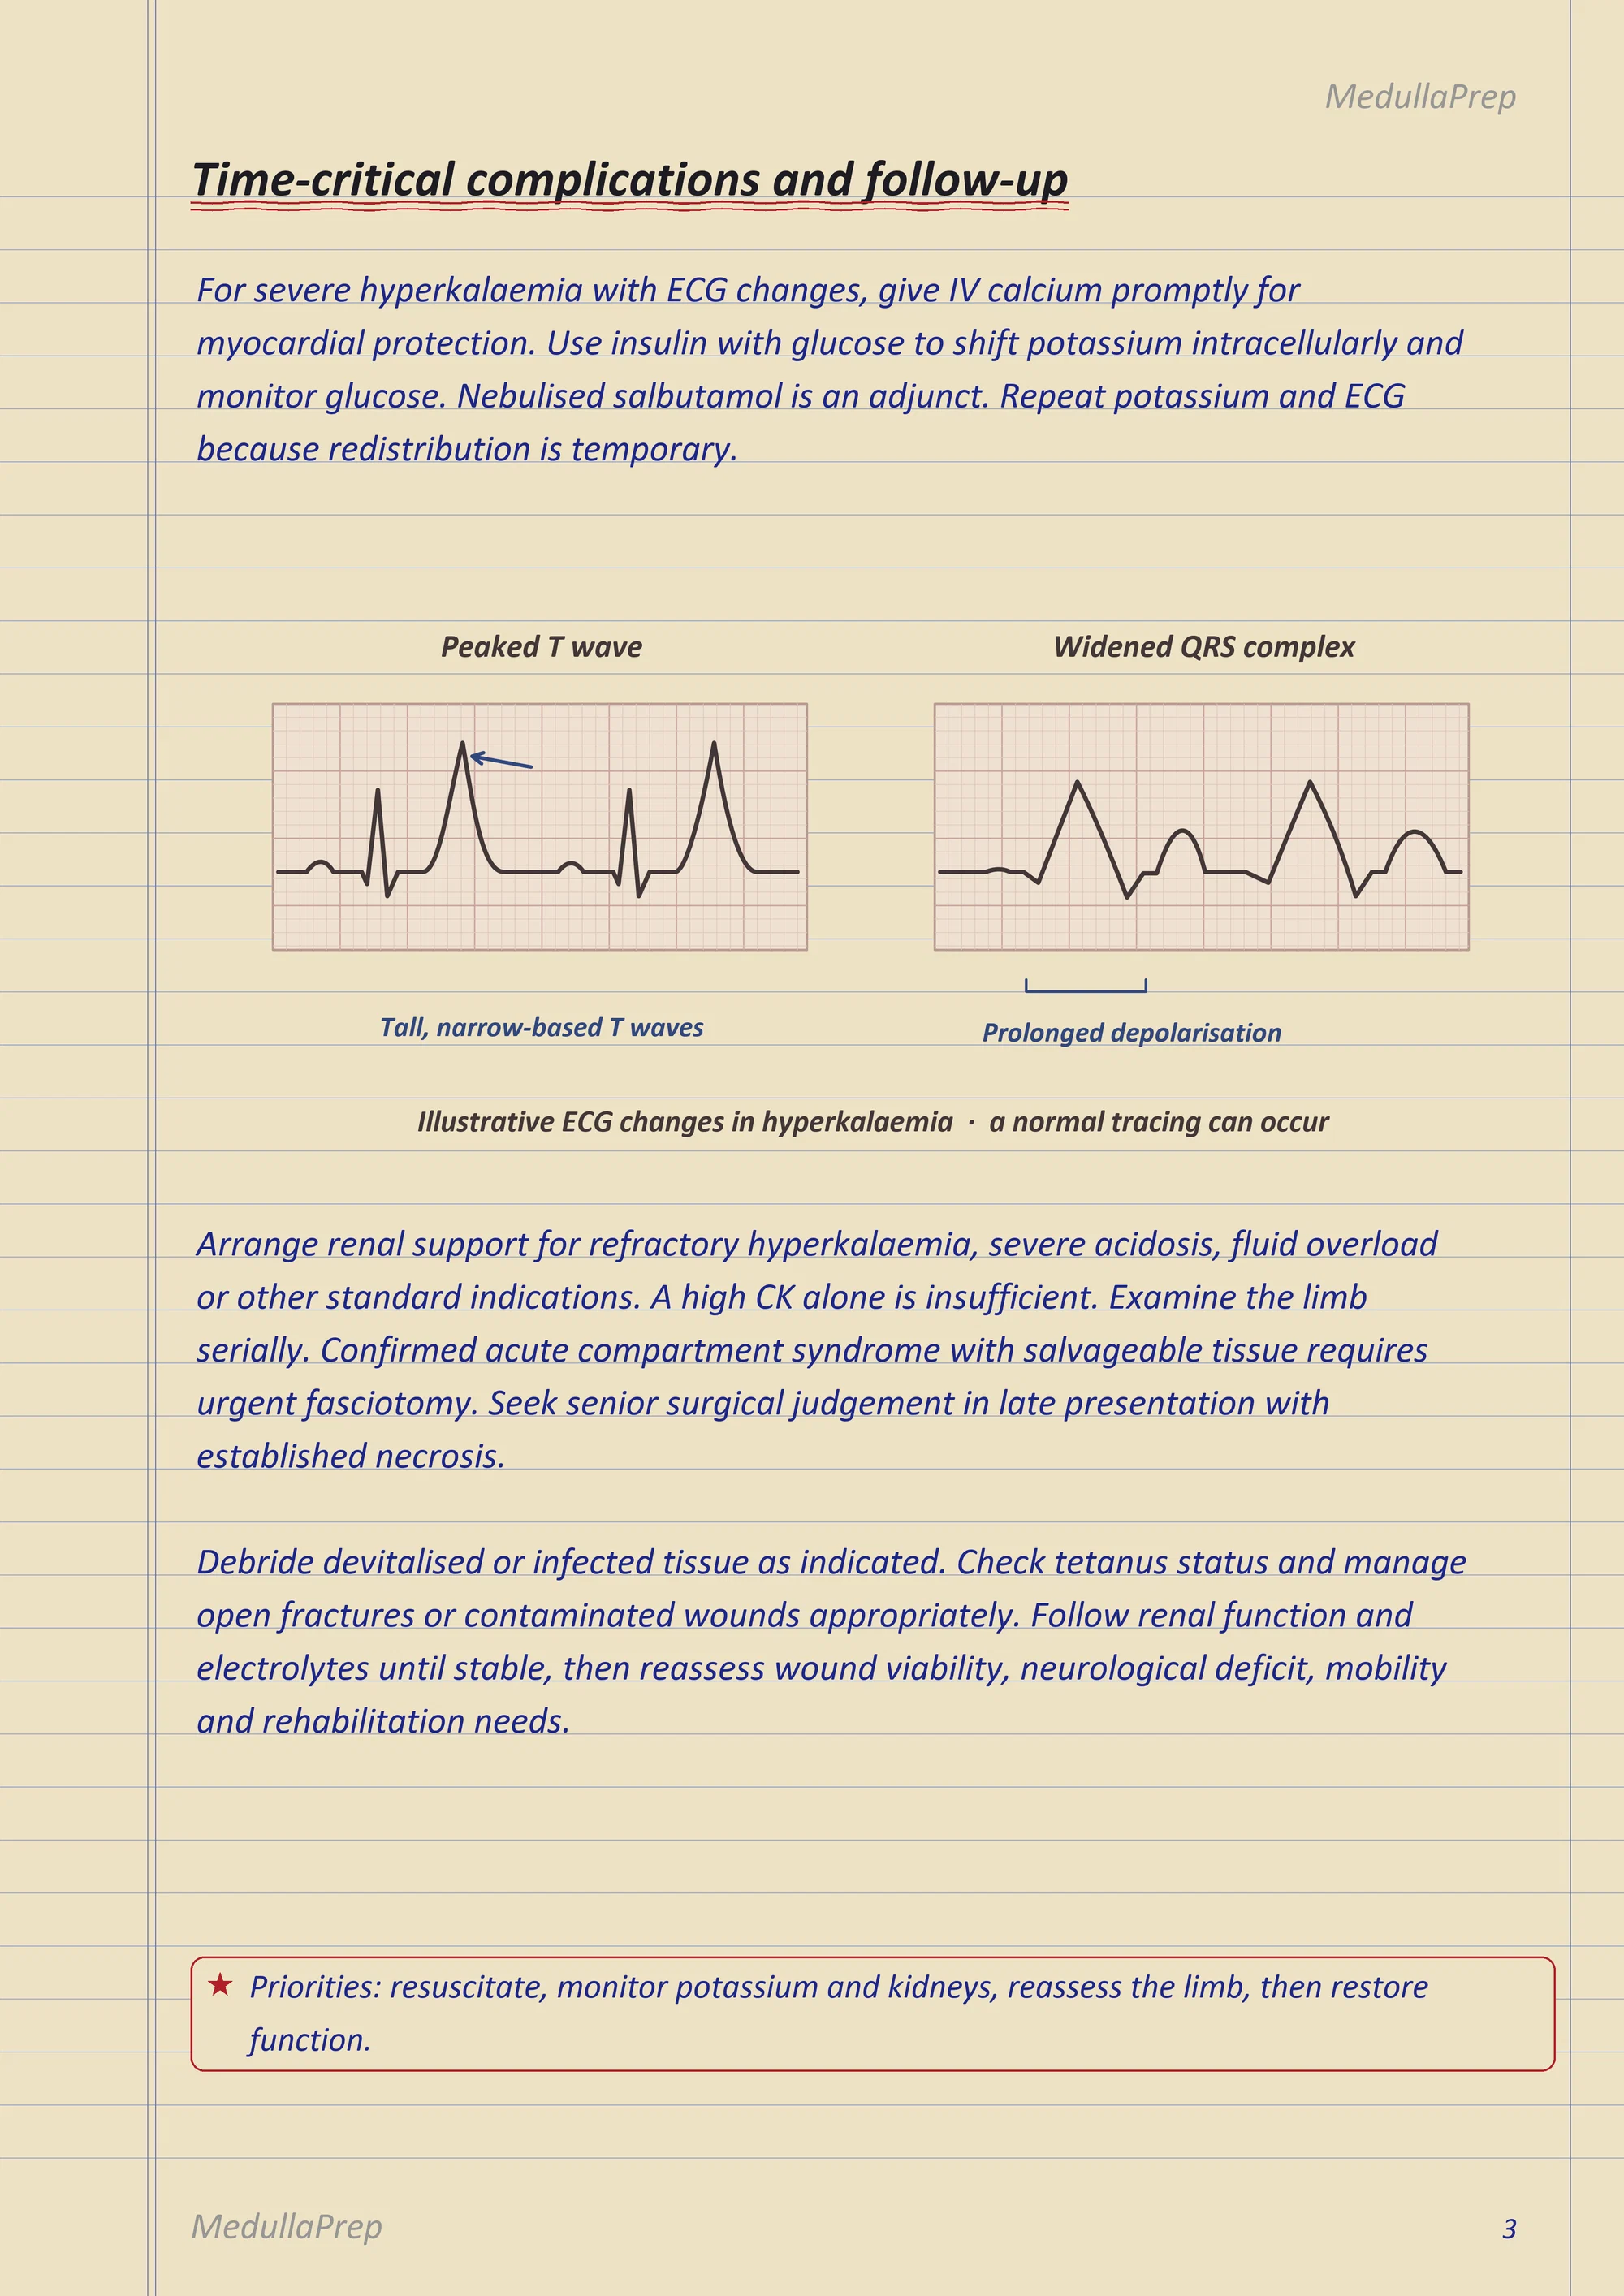 MedullaPrep
Time-critical complications and follow-up
For severe hyperkalaemia with ECG changes, give IV calcium promptly for
myocardial protection. Use insulin with glucose to shift potassium intracellularly and
monitor glucose. Nebulised salbutamol is an adjunct. Repeat potassium and ECG
because redistribution is temporary.
Peaked T wave
Widened QRS complex
Tall, narrow-based T waves
Prolonged depolarisation
Illustrative ECG changes in hyperkalaemia · a normal tracing can occur
Arrange renal support for refractory hyperkalaemia, severe acidosis, fluid overload
or other standard indications. A high CK alone is insufficient. Examine the limb
serially. Confirmed acute compartment syndrome with salvageable tissue requires
urgent fasciotomy. Seek senior surgical judgement in late presentation with
established necrosis.
Debride devitalised or infected tissue as indicated. Check tetanus status and manage
open fractures or contaminated wounds appropriately. Follow renal function and
electrolytes until stable, then reassess wound viability, neurological deficit, mobility
and rehabilitation needs.
★ Priorities: resuscitate, monitor potassium and kidneys, reassess the limb, then restore
function.
MedullaPrep
3